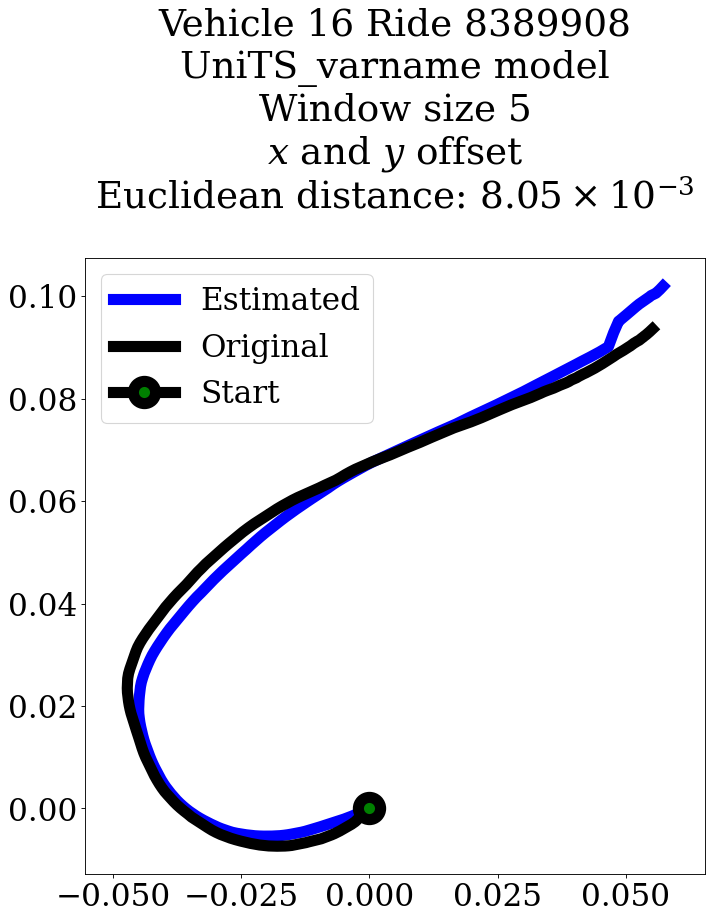 Vehicle 16 Ride 8389908
UniTS_varname model
Window size 5
x and y offset
Euclidean distance: 8.05 × 10⁻³
Estimated
Original
Start
0.10
0.08
0.06
0.04
0.02
0.00
−0.050 −0.025 0.000 0.025 0.050